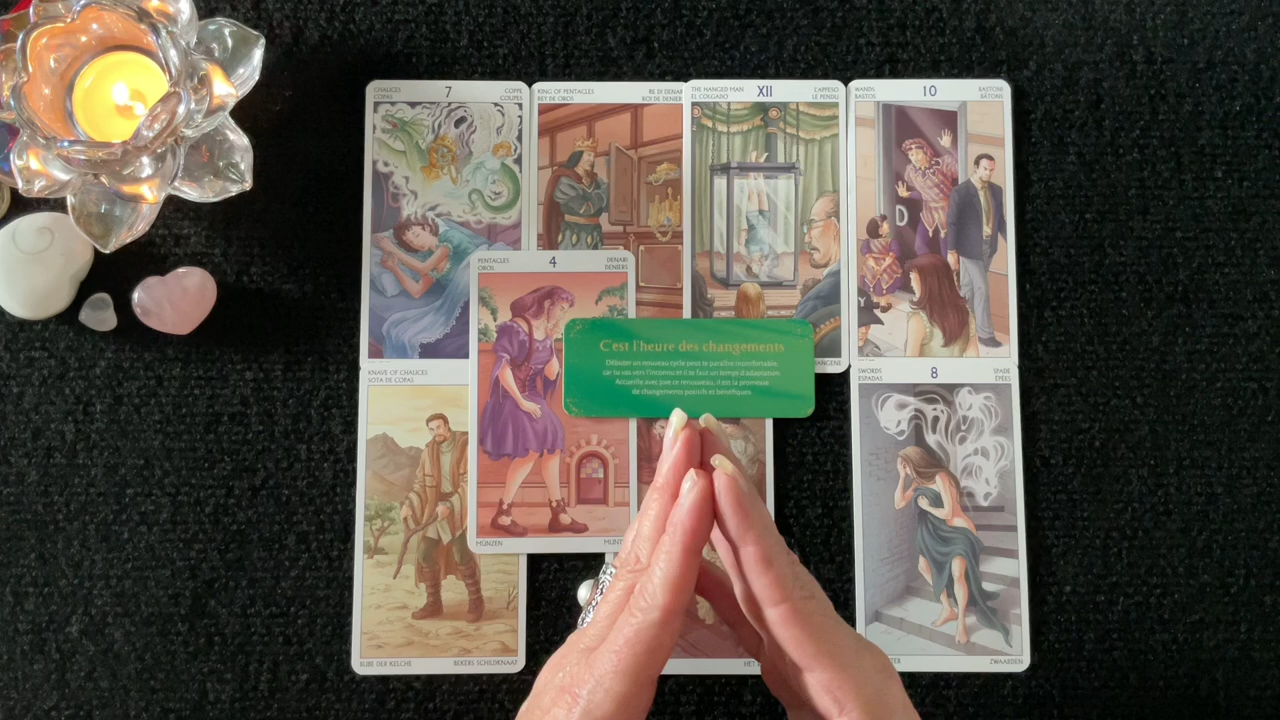 CHALICES
COPAS
7
COPPE
COUPES
KING OF PENTACLES
REY DE OROS
RE DI DENARI
ROI DE DENIERS
THE HANGED MAN
EL COLGADO
XII
L'APPESO
LE PENDU
WANDS
BASTOS
10
BASTONI
BÂTONS
D
Y
PENTACLES
OROS
4
DENARI
DENIERS
MÜNZEN
MUNT
C'est l'heure des changements
Débuter un nouveau cycle peut te paraître inconfortable,
car tu vas vers l'inconnu et il te faut un temps d'adaptation.
Accueille avec joie ce renouveau, il est la promesse
de changements positifs et bénéfiques.
HANGENE
KNAVE OF CHALICES
SOTA DE COPAS
BUBE DER KELCHE
BEKERS SCHILDKNAAP
HET
SWORDS
ESPADAS
8
SPADE
ÉPÉES
TER
ZWAARDEN